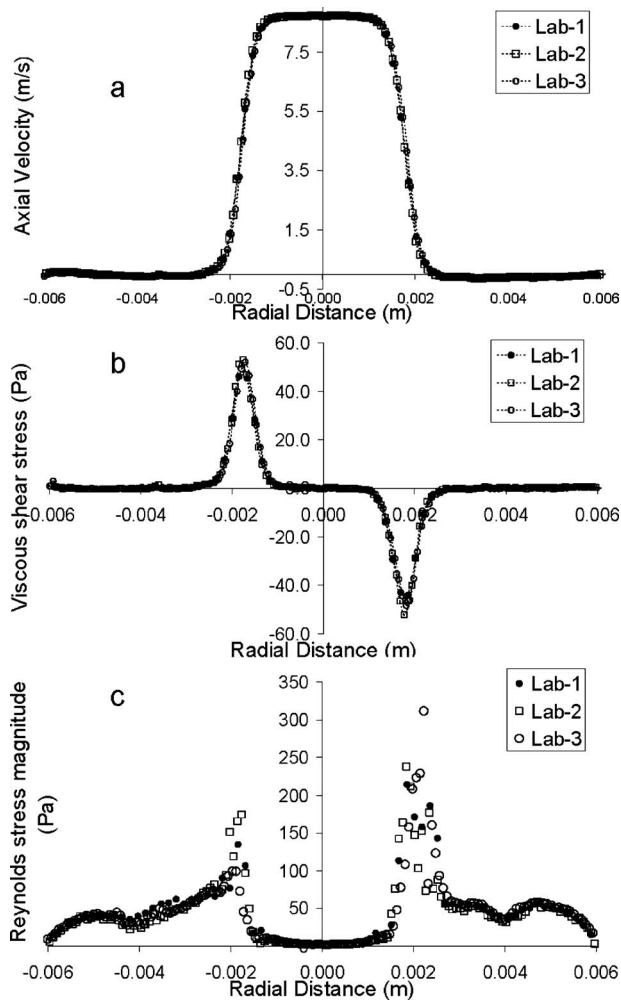 7.5
5.5
3.5
1.5
-0.5
Axial Velocity (m/s)
a
Lab-1
Lab-2
Lab-3
-0.006 -0.004 -0.002 0.000 0.002 0.004 0.006
Radial Distance (m)
60.0
40.0
20.0
0.0
-20.0
-40.0
-60.0
Viscous shear stress (Pa)
b
Lab-1
Lab-2
Lab-3
-0.006 -0.004 -0.002 0.000 0.002 0.004 0.006
Radial Distance (m)
350
300
250
200
150
100
50
Reynolds stress magnitude
(Pa)
c
Lab-1
Lab-2
Lab-3
-0.006 -0.004 -0.002 0.000 0.002 0.004 0.006
Radial Distance (m)